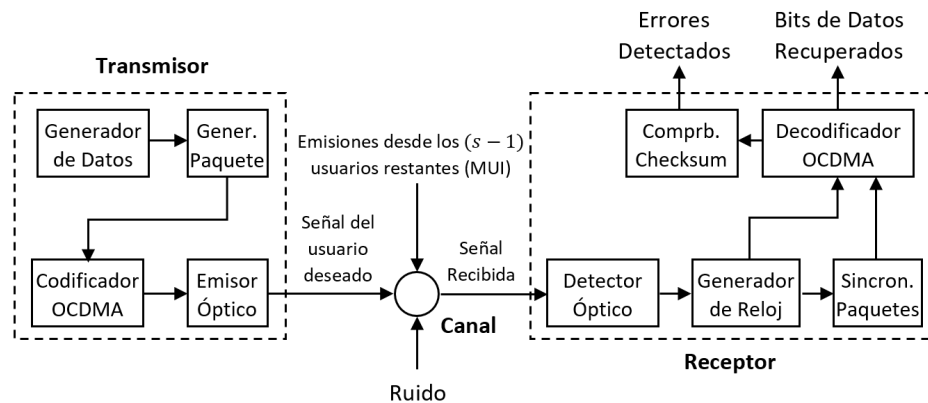 Transmisor
Generador
de Datos
Gener.
Paquete
Codificador
OCDMA
Emisor
Óptico
Emisiones desde los (s − 1)
usuarios restantes (MUI)
Señal del
usuario
deseado
Señal
Recibida
Canal
Ruido
Errores
Detectados
Bits de Datos
Recuperados
Comprb.
Checksum
Decodificador
OCDMA
Detector
Óptico
Generador
de Reloj
Sincron.
Paquetes
Receptor